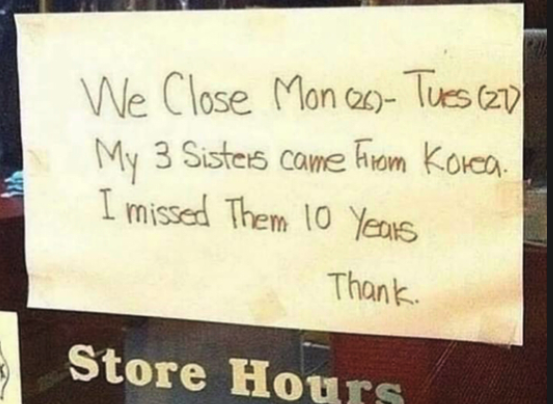 We Close Mon (26)- Tues (27)
My 3 Sisters came From Korea.
I missed Them 10 Years
Thank.
Store Hours